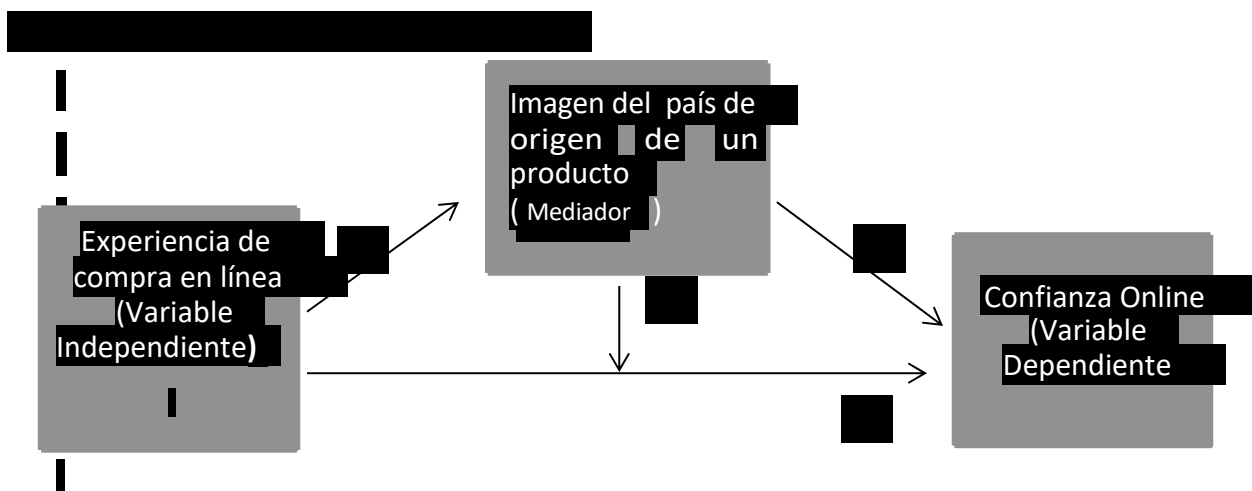 Imagen del país de
origen de un
producto
( Mediador )
Experiencia de
compra en línea
(Variable
Independiente)
Confianza Online
(Variable
Dependiente